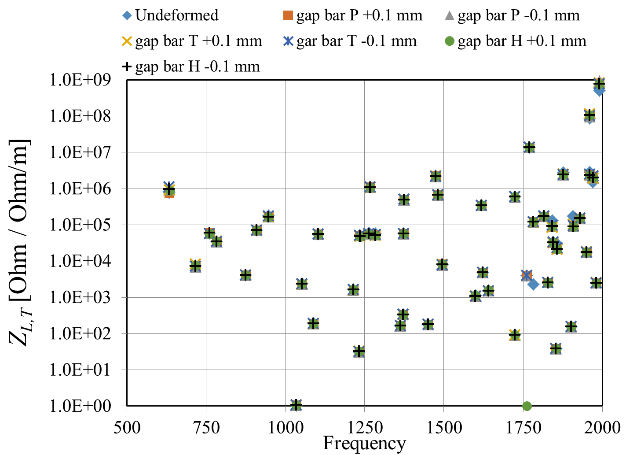 Undeformed gap bar P +0.1 mm gap bar P -0.1 mm
gap bar T +0.1 mm gar bar T -0.1 mm gap bar H +0.1 mm
gap bar H -0.1 mm
1.0E+09
1.0E+08
1.0E+07
1.0E+06
1.0E+05
1.0E+04
1.0E+03
1.0E+02
1.0E+01
1.0E+00
Z_{L,T} [Ohm / Ohm/m]
500 750 1000 1250 1500 1750 2000
Frequency